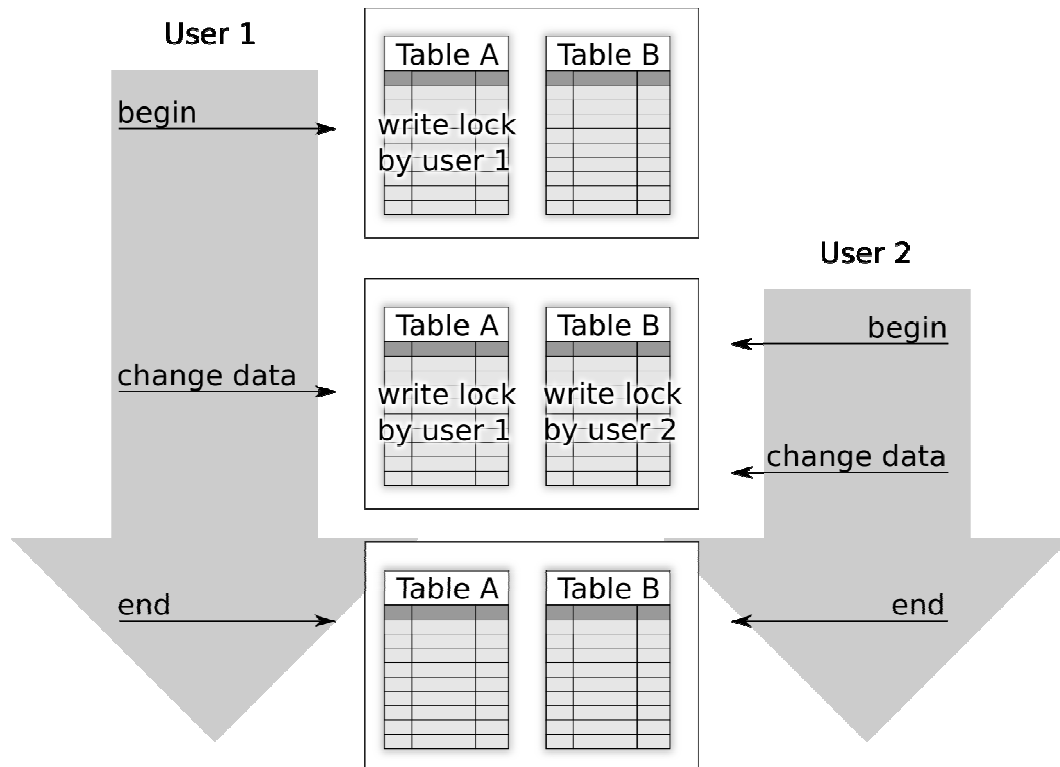 User 1
Table A
Table B
begin
write lock
by user 1
User 2
Table A
Table B
begin
change data
write lock
by user 1
write lock
by user 2
change data
Table A
Table B
end
end